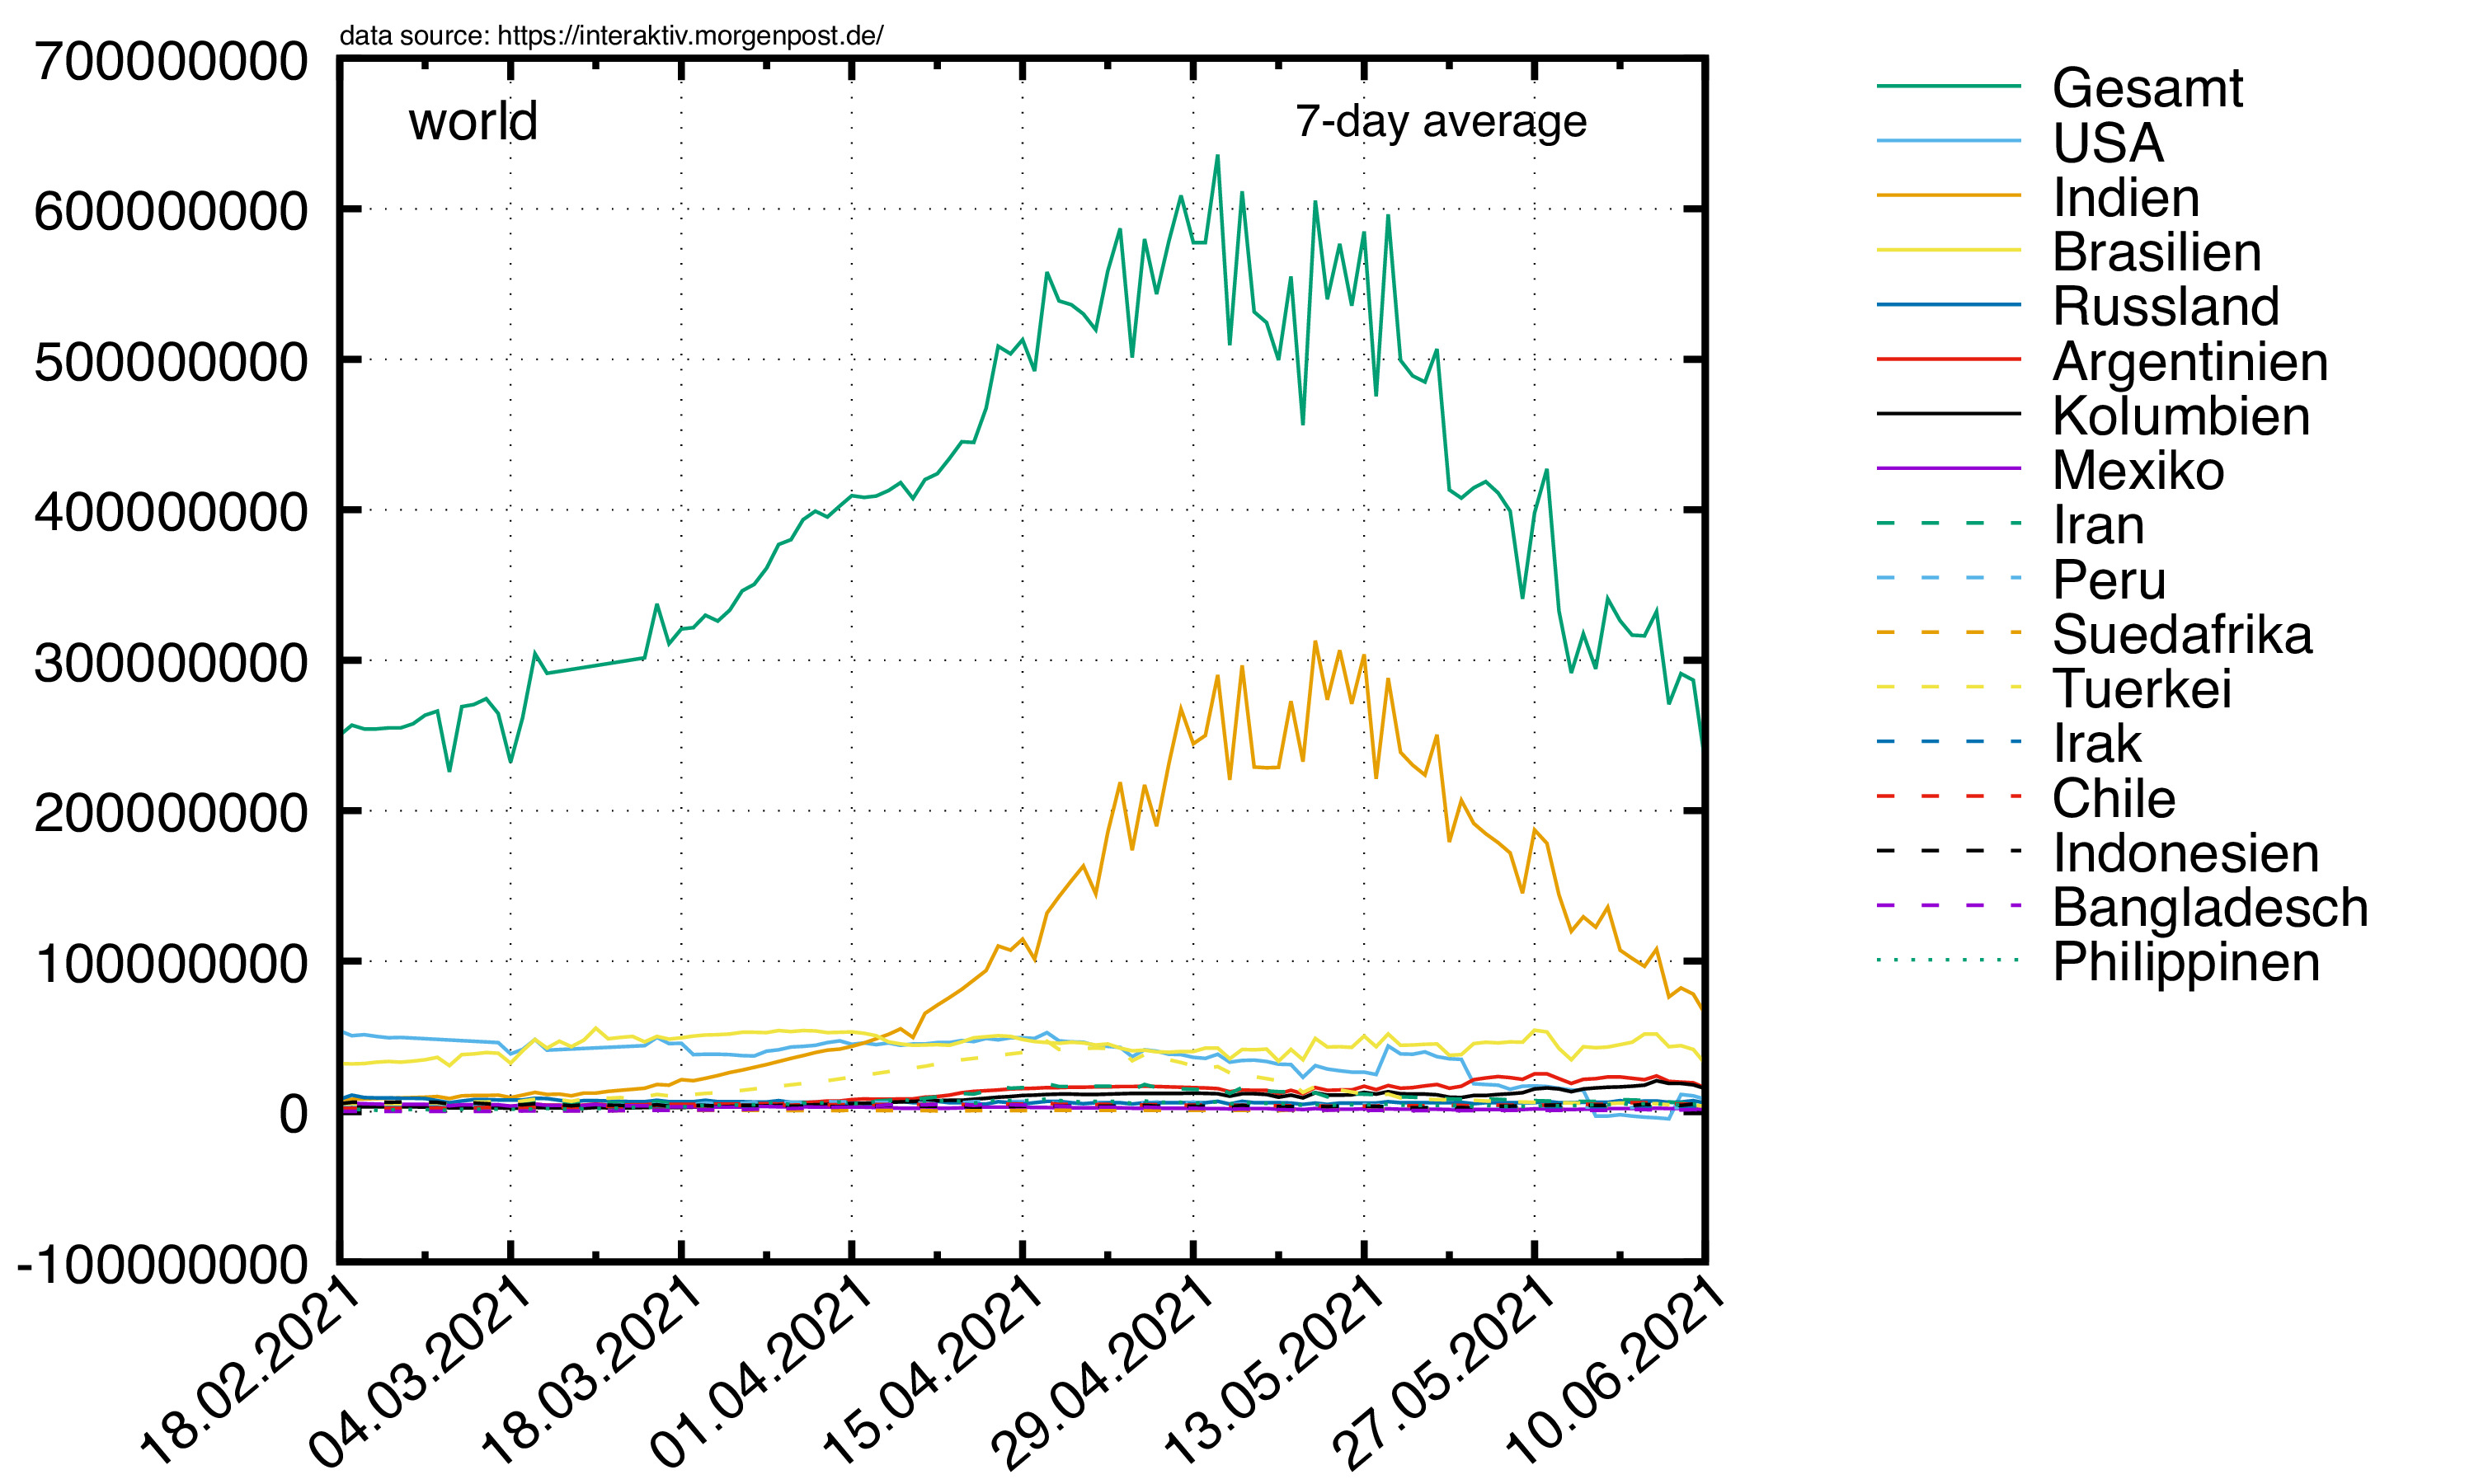 data source: https://interaktiv.morgenpost.de/
world
7-day average
700000000
600000000
500000000
400000000
300000000
200000000
100000000
0
-100000000
18.02.2021
04.03.2021
18.03.2021
01.04.2021
15.04.2021
29.04.2021
13.05.2021
27.05.2021
10.06.2021
Gesamt
USA
Indien
Brasilien
Russland
Argentinien
Kolumbien
Mexiko
Iran
Peru
Suedafrika
Tuerkei
Irak
Chile
Indonesien
Bangladesch
Philippinen